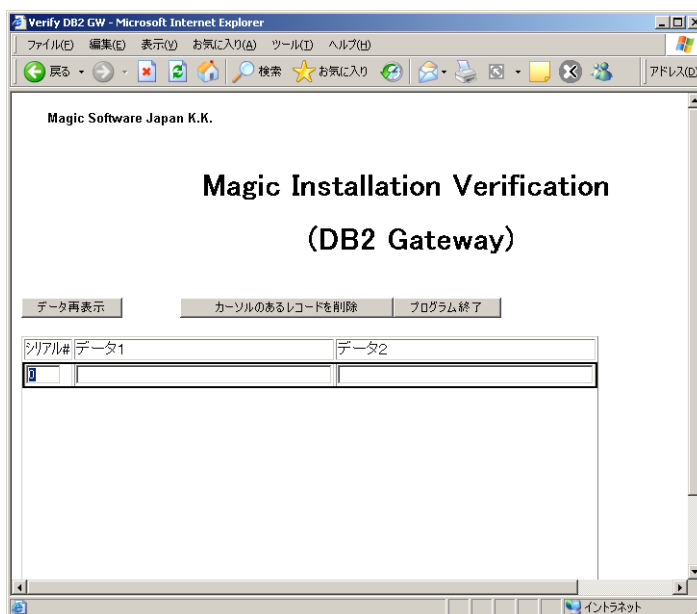 Verify DB2 GW - Microsoft Internet Explorer
ファイル(F) 編集(E) 表示(V) お気に入り(A) ツール(T) ヘルプ(H)
戻る 検索 お気に入り アドレス(D)
Magic Software Japan K.K.
Magic Installation Verification
(DB2 Gateway)
データ再表示 カーソルのあるレコードを削除 プログラム終了
シリアル# データ1 データ2
0
イントラネット